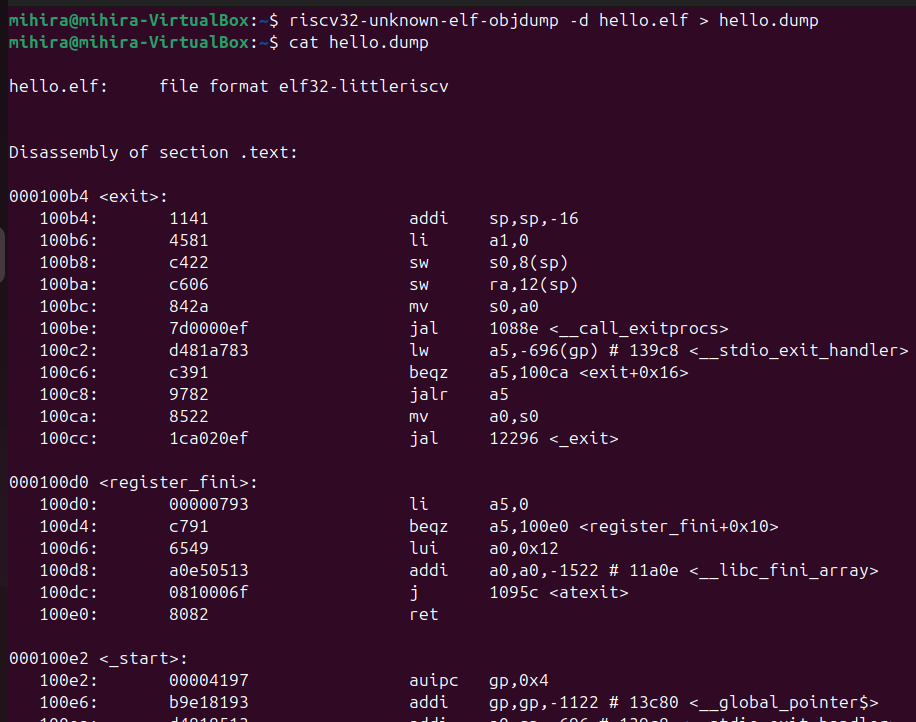 mihira@mihira-VirtualBox:~$ riscv32-unknown-elf-objdump -d hello.elf > hello.dump
mihira@mihira-VirtualBox:~$ cat hello.dump
hello.elf:     file format elf32-littleriscv
Disassembly of section .text:
000100b4 <exit>:
   100b4:	1141                	addi	sp,sp,-16
   100b6:	4581                	li	a1,0
   100b8:	c422                	sw	s0,8(sp)
   100ba:	c606                	sw	ra,12(sp)
   100bc:	842a                	mv	s0,a0
   100be:	7d0000ef          	jal	1088e <__call_exitprocs>
   100c2:	d481a783          	lw	a5,-696(gp) # 139c8 <__stdio_exit_handler>
   100c6:	c391                	beqz	a5,100ca <exit+0x16>
   100c8:	9782                	jalr	a5
   100ca:	8522                	mv	a0,s0
   100cc:	1ca020ef          	jal	12296 <_exit>
000100d0 <register_fini>:
   100d0:	00000793          	li	a5,0
   100d4:	c791                	beqz	a5,100e0 <register_fini+0x10>
   100d6:	6549                	lui	a0,0x12
   100d8:	a0e50513          	addi	a0,a0,-1522 # 11a0e <__libc_fini_array>
   100dc:	0810006f          	j	1095c <atexit>
   100e0:	8082                	ret
000100e2 <_start>:
   100e2:	00004197          	auipc	gp,0x4
   100e6:	b9e18193          	addi	gp,gp,-1122 # 13c80 <__global_pointer$>